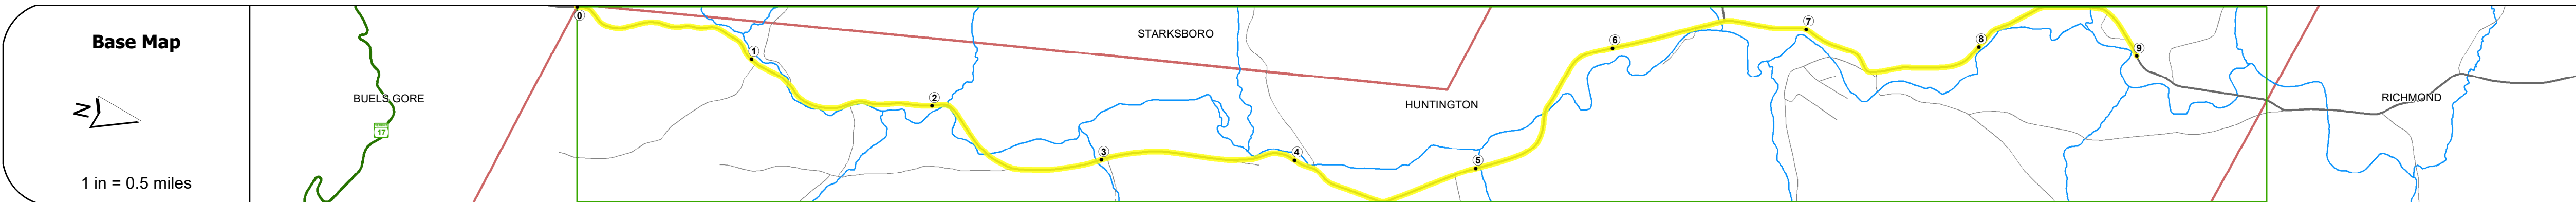 Base Map
N
1 in = 0.5 miles
BUELS GORE
17
STARKSBORO
HUNTINGTON
RICHMOND
0
1
2
3
4
5
6
7
8
9